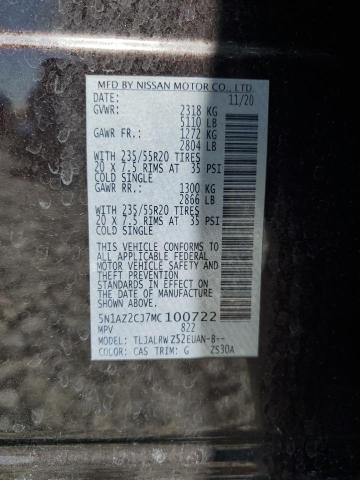 MFD BY NISSAN MOTOR CO., LTD.
DATE: 11/20
GVWR: 2318 KG
5110 LB
GAWR FR.: 1272 KG
2804 LB
WITH 235/55R20 TIRES
20 X 7.5 RIMS AT 35 PSI
COLD SINGLE
GAWR RR.: 1300 KG
2866 LB
WITH 235/55R20 TIRES
20 X 7.5 RIMS AT 35 PSI
COLD SINGLE
THIS VEHICLE CONFORMS TO
ALL APPLICABLE FEDERAL
MOTOR VEHICLE SAFETY AND
THEFT PREVENTION
STANDARDS IN EFFECT ON
THE DATE OF MANUFACTURE
SHOWN ABOVE
5N1AZ2CJ7MC100722
MPV 822
MODEL: TLJALRW Z52EUAN-B--
COLOR: CAS TRIM: G ZS30A